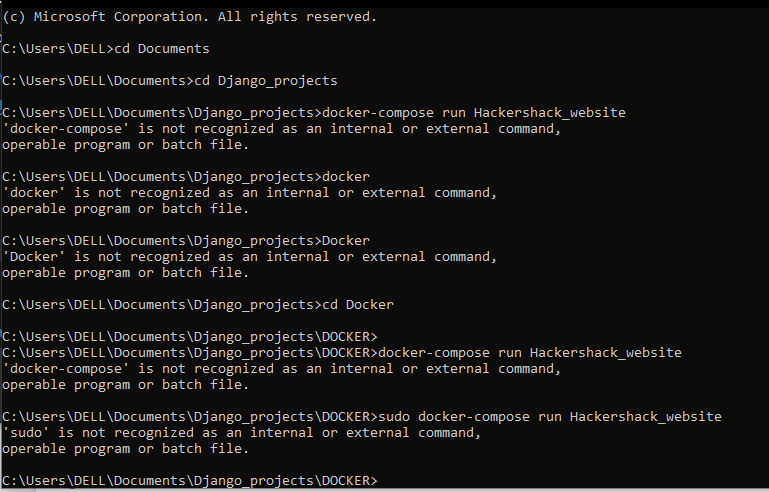 (c) Microsoft Corporation. All rights reserved.
C:\Users\DELL>cd Documents
C:\Users\DELL\Documents>cd Django_projects
C:\Users\DELL\Documents\Django_projects>docker-compose run Hackershack_website
'docker-compose' is not recognized as an internal or external command,
operable program or batch file.
C:\Users\DELL\Documents\Django_projects>docker
'docker' is not recognized as an internal or external command,
operable program or batch file.
C:\Users\DELL\Documents\Django_projects>Docker
'Docker' is not recognized as an internal or external command,
operable program or batch file.
C:\Users\DELL\Documents\Django_projects>cd Docker
C:\Users\DELL\Documents\Django_projects\DOCKER>
C:\Users\DELL\Documents\Django_projects\DOCKER>docker-compose run Hackershack_website
'docker-compose' is not recognized as an internal or external command,
operable program or batch file.
C:\Users\DELL\Documents\Django_projects\DOCKER>sudo docker-compose run Hackershack_website
'sudo' is not recognized as an internal or external command,
operable program or batch file.
C:\Users\DELL\Documents\Django_projects\DOCKER>